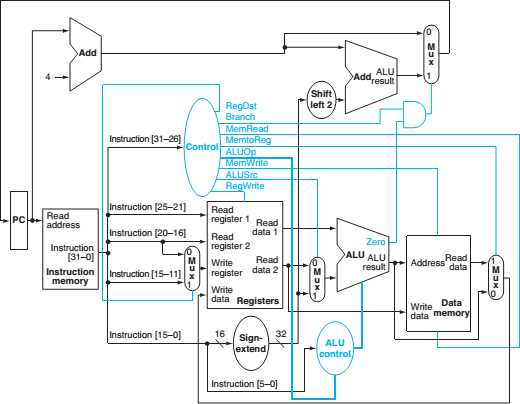 0
M
u
x
1
Add
4
Add ALU
result
Shift
left 2
RegDst
Branch
MemRead
MemtoReg
ALUOp
MemWrite
ALUSrc
RegWrite
Control
Instruction [31–26]
Instruction [25–21]
Instruction [20–16]
Instruction [15–11]
Instruction [15–0]
Instruction [5–0]
PC
Read
address
Instruction
[31–0]
Instruction
memory
0
M
u
x
1
Read
register 1
Read
register 2
Write
register
Write
data
Read
data 1
Read
data 2
Registers
0
M
u
x
1
Zero
ALU ALU
result
Address
Read
data
Write
data
Data
memory
1
M
u
x
0
16
Sign-
extend
32
ALU
control